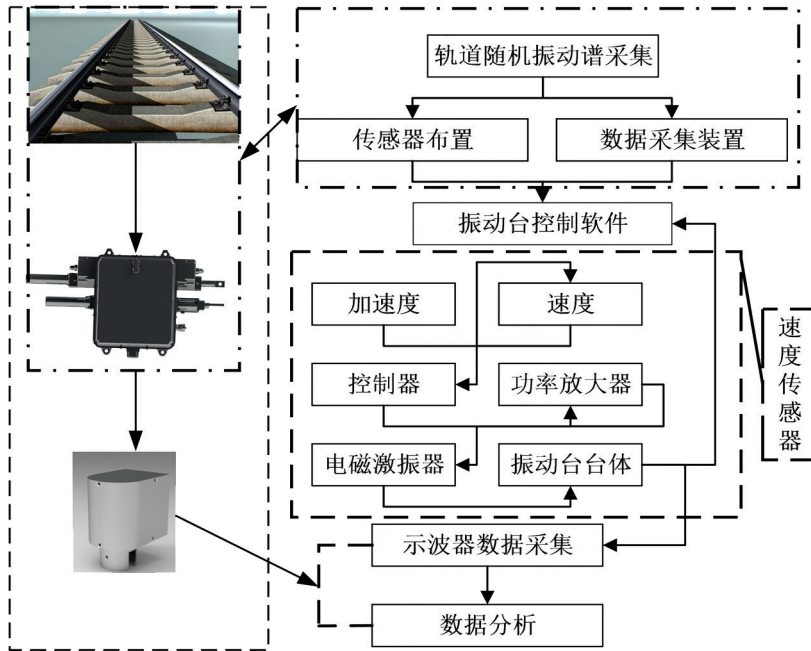 轨道随机振动谱采集
传感器布置
数据采集装置
振动台控制软件
加速度
速度
控制器
功率放大器
电磁激振器
振动台台体
速度传感器
示波器数据采集
数据分析